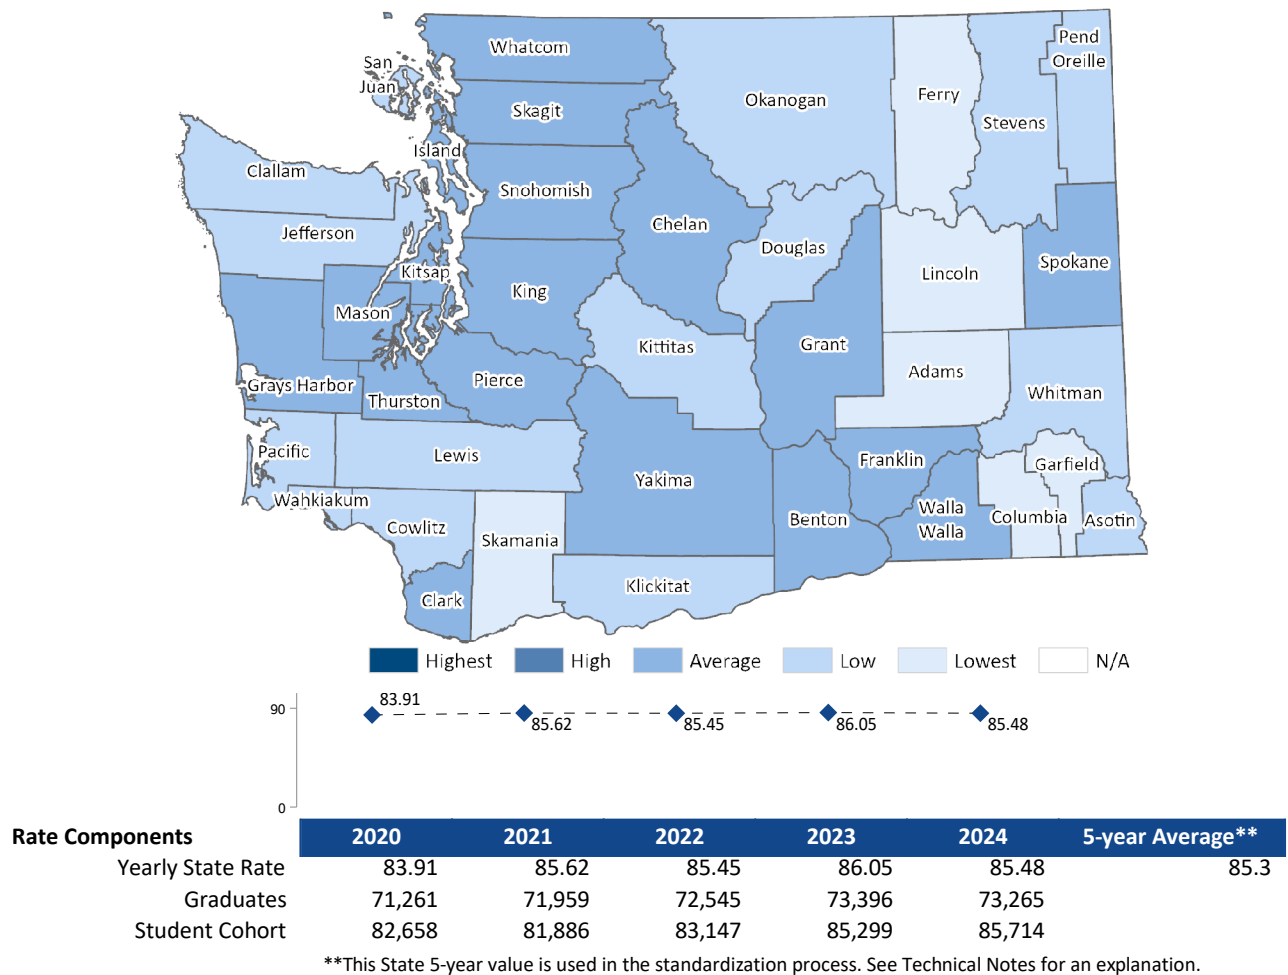 Whatcom
Pend
Oreille
San
Juan
Okanogan
Ferry
Stevens
Skagit
Island
Clallam
Snohomish
Chelan
Jefferson
Douglas
Kitsap
Lincoln
Spokane
King
Mason
Kittitas
Grant
Adams
Pierce
Grays Harbor
Thurston
Whitman
Pacific
Lewis
Franklin
Garfield
Yakima
Wahkiakum
Walla
Walla
Benton
Columbia
Asotin
Cowlitz
Skamania
Klickitat
Clark
Highest High Average Low Lowest N/A
90
83.91
85.62
85.45
86.05
85.48
0
Rate Components 2020 2021 2022 2023 2024 5-year Average**
Yearly State Rate 83.91 85.62 85.45 86.05 85.48 85.3
Graduates 71,261 71,959 72,545 73,396 73,265
Student Cohort 82,658 81,886 83,147 85,299 85,714
**This State 5-year value is used in the standardization process. See Technical Notes for an explanation.